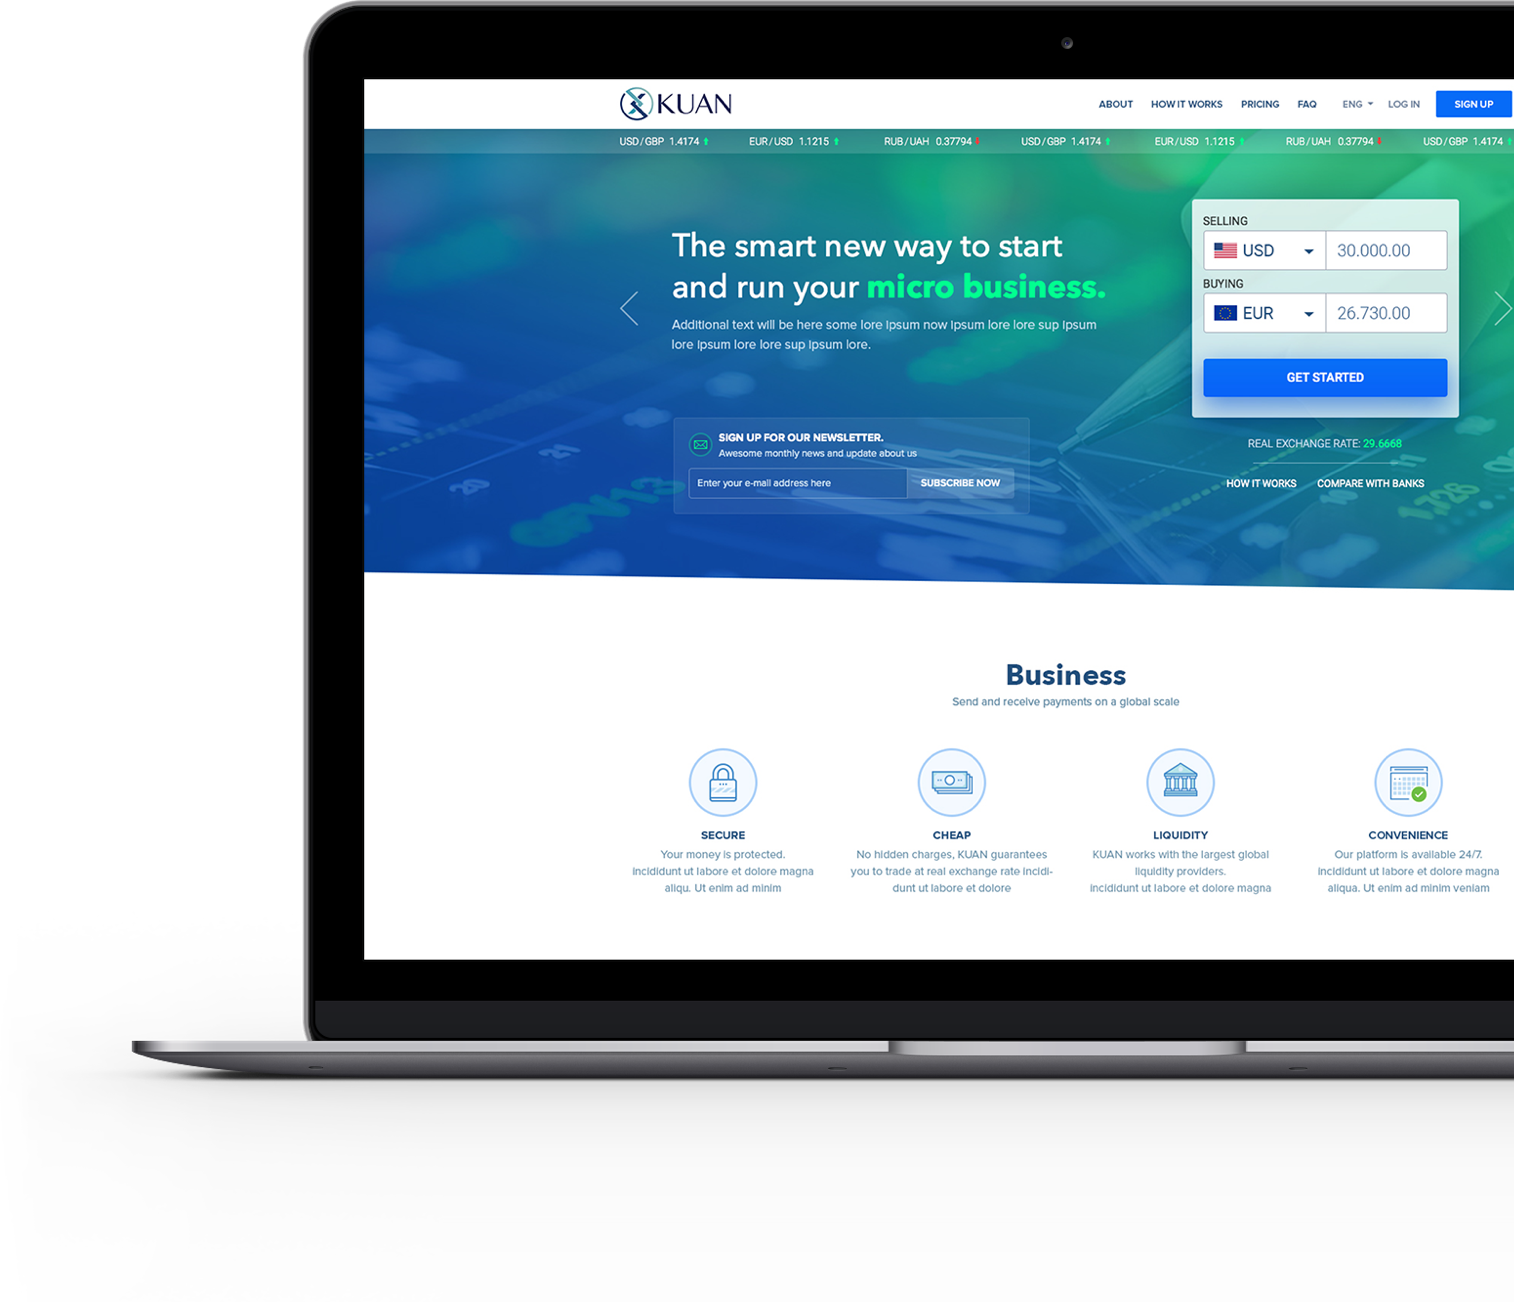 KUAN
ABOUT HOW IT WORKS PRICING FAQ ENG LOG IN SIGN UP
USD/GBP 1.4174 EUR/USD 1.1215 RUB/UAH 0.37794 USD/GBP 1.4174 EUR/USD 1.1215 RUB/UAH 0.37794 USD/GBP 1.4174
The smart new way to start
and run your micro business.
Additional text will be here some lore ipsum now ipsum lore lore sup ipsum
lore ipsum lore lore sup ipsum lore.
SIGN UP FOR OUR NEWSLETTER.
Awesome monthly news and update about us
Enter your e-mail address here SUBSCRIBE NOW
SELLING
USD 30.000.00
BUYING
EUR 26.730.00
GET STARTED
REAL EXCHANGE RATE: 29.6668
HOW IT WORKS COMPARE WITH BANKS
1,726
Business
Send and receive payments on a global scale
SECURE
Your money is protected.
incididunt ut labore et dolore magna
aliqu. Ut enim ad minim
CHEAP
No hidden charges, KUAN guarantees
you to trade at real exchange rate incidi-
dunt ut labore et dolore
LIQUIDITY
KUAN works with the largest global
liquidity providers.
incididunt ut labore et dolore magna
CONVENIENCE
Our platform is available 24/7.
incididunt ut labore et dolore magna
aliqua. Ut enim ad minim veniam